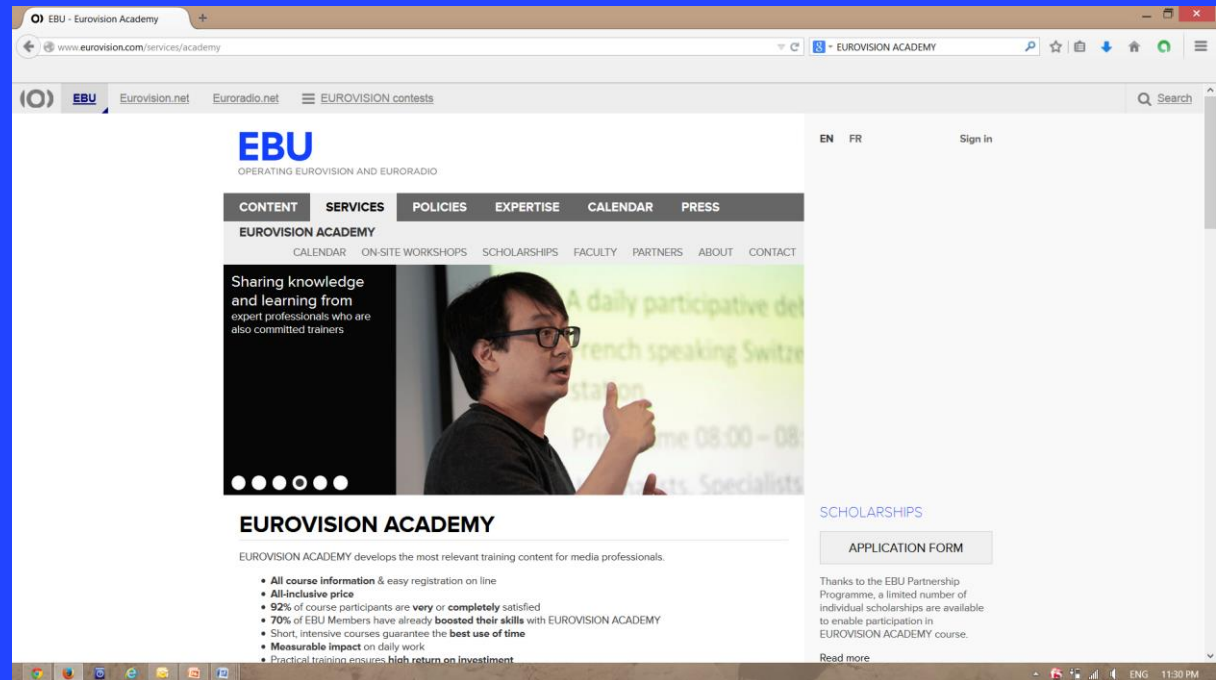 EBU - Eurovision Academy
www.eurovision.com/services/academy
EUROVISION ACADEMY
EBU Eurovision.net Euroradio.net EUROVISION contests Search
EBU
OPERATING EUROVISION AND EURORADIO
EN FR Sign in
CONTENT SERVICES POLICIES EXPERTISE CALENDAR PRESS
EUROVISION ACADEMY
CALENDAR ON-SITE WORKSHOPS SCHOLARSHIPS FACULTY PARTNERS ABOUT CONTACT
Sharing knowledge
and learning from
expert professionals who are
also committed trainers
A daily participative
French speaking
station
08:00 – 08:
Specialists
EUROVISION ACADEMY
EUROVISION ACADEMY develops the most relevant training content for media professionals.
• All course information & easy registration on line
• All-inclusive price
• 92% of course participants are very or completely satisfied
• 70% of EBU Members have already boosted their skills with EUROVISION ACADEMY
• Short, intensive courses guarantee the best use of time
• Measurable impact on daily work
• Practical training ensures high return on investiment
SCHOLARSHIPS
APPLICATION FORM
Thanks to the EBU Partnership
Programme, a limited number of
individual scholarships are available
to enable participation in
EUROVISION ACADEMY course.
Read more
ENG 11:30 PM